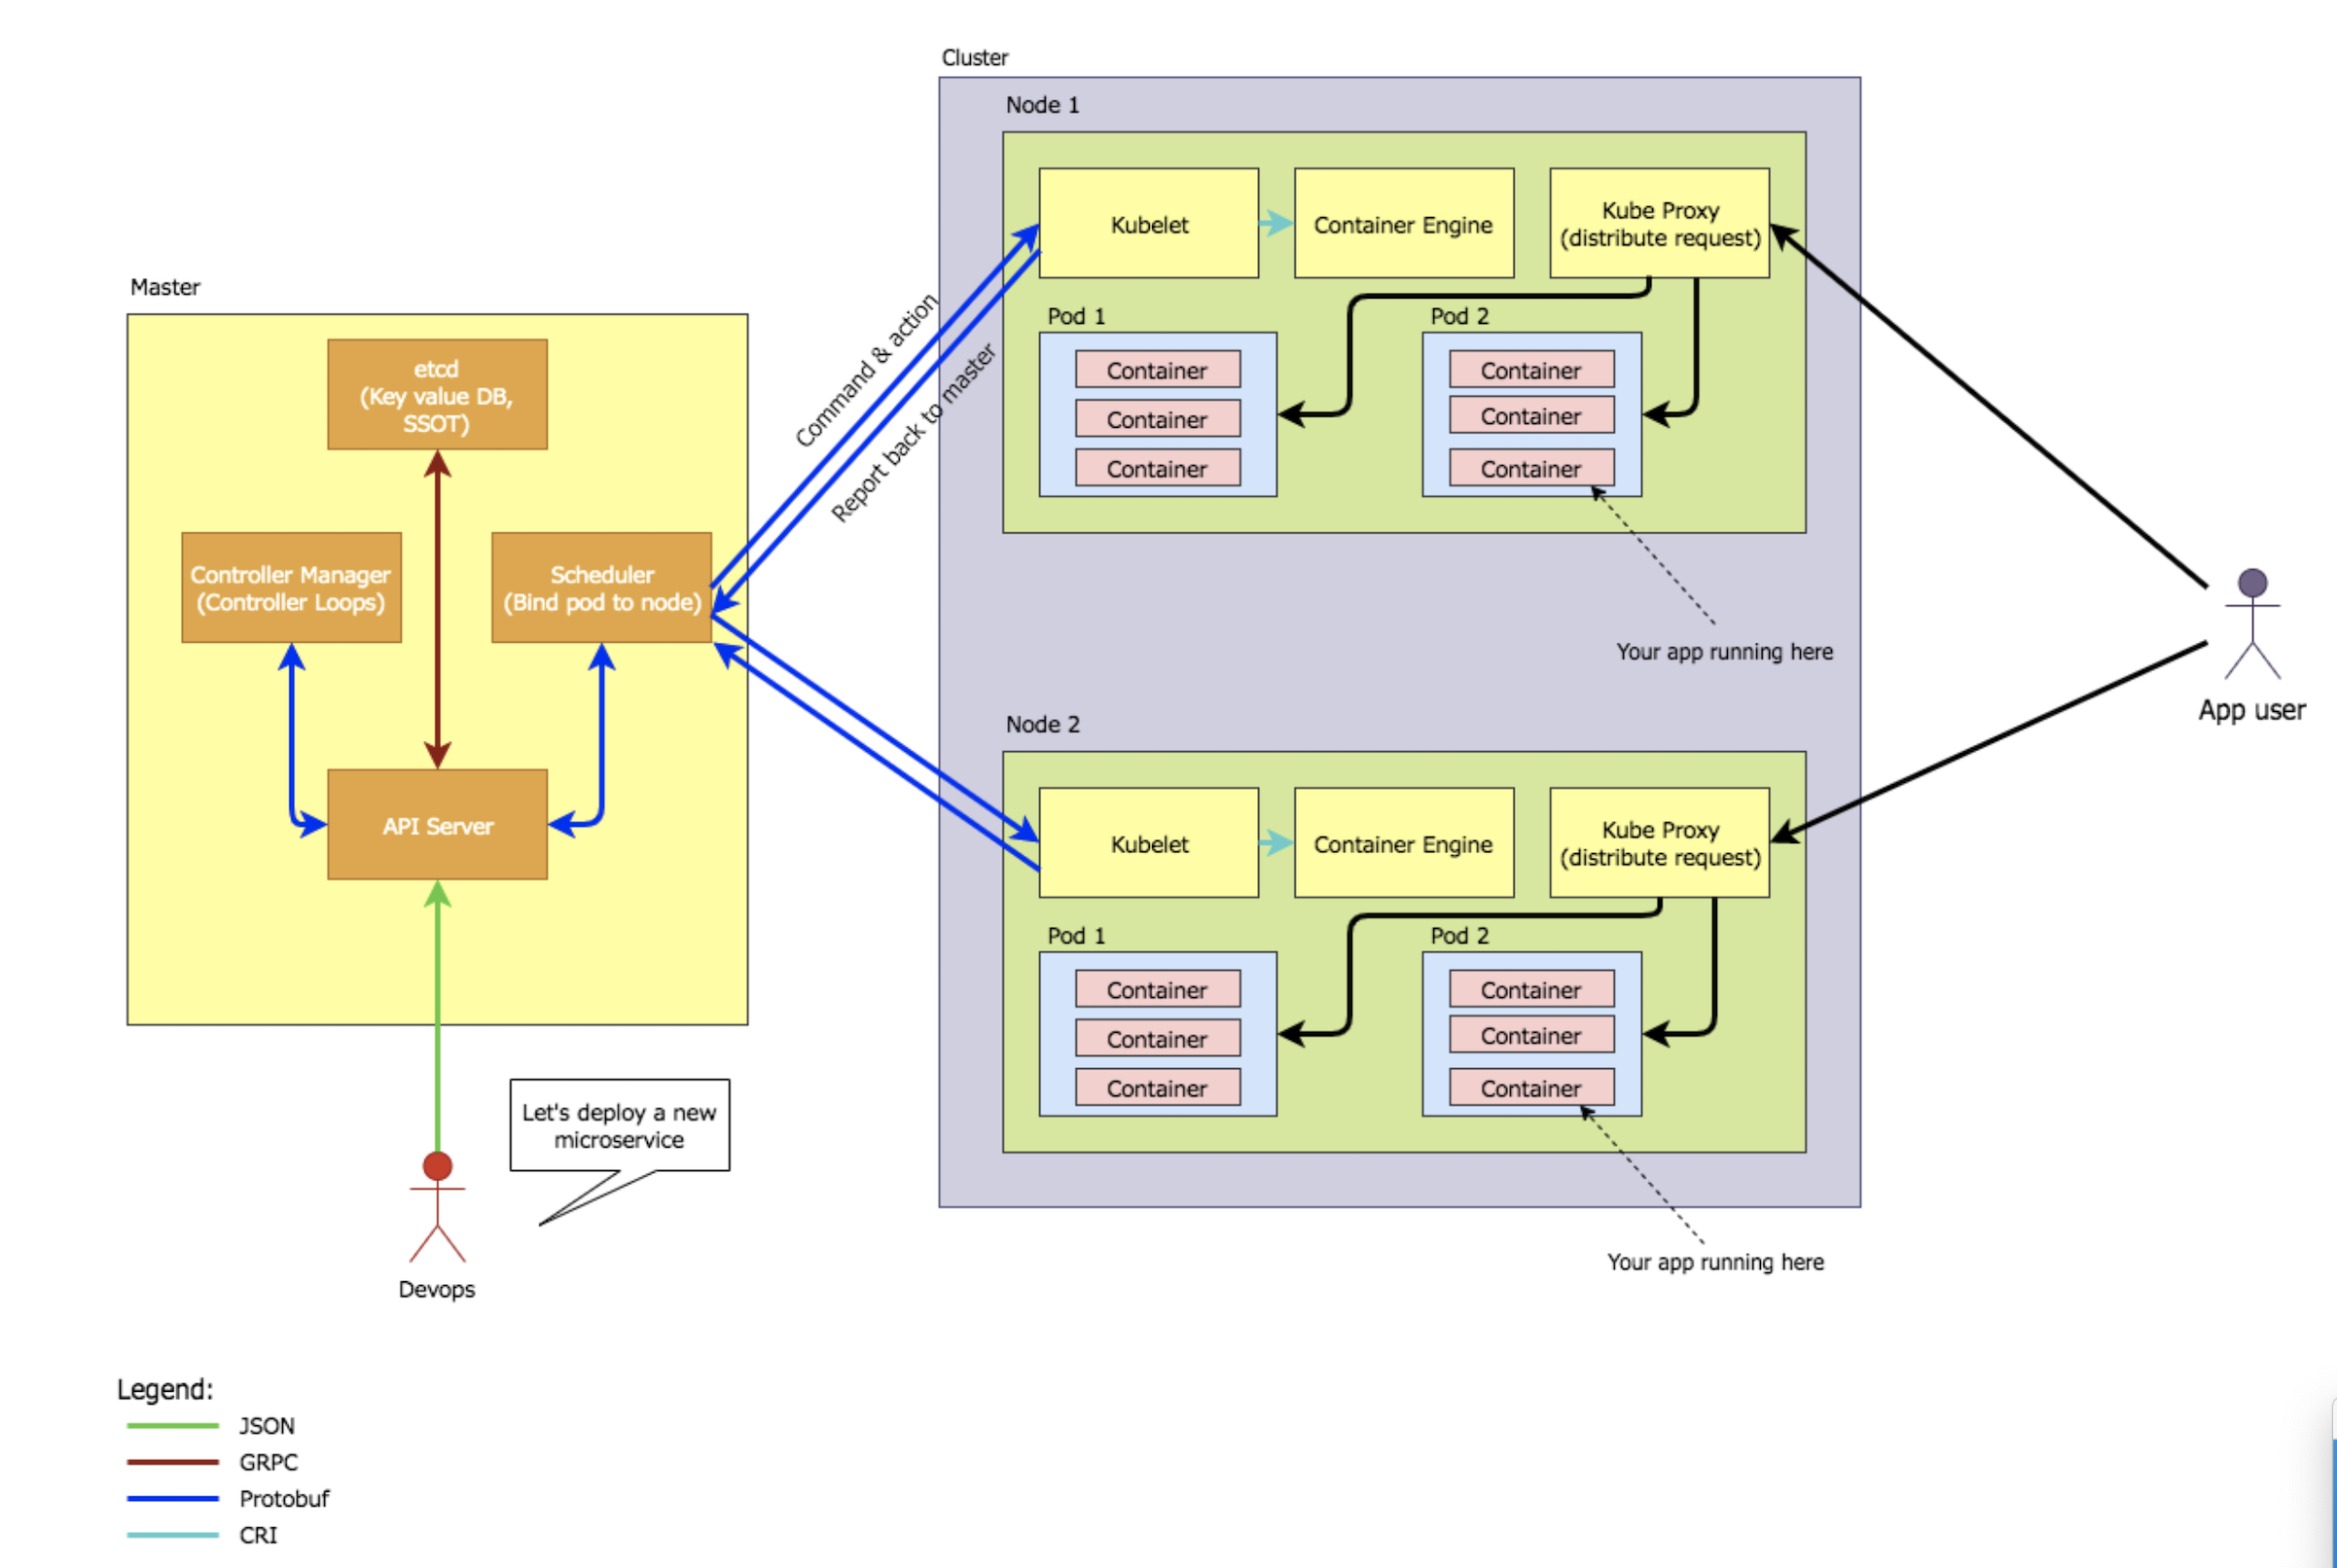 Cluster
Node 1
Kubelet
Container Engine
Kube Proxy
(distribute request)
Master
Command & action
Report back to master
Pod 1
Pod 2
Container
Container
Container
Container
Container
Container
etcd
(Key value DB,
SSOT)
Controller Manager
(Controller Loops)
Scheduler
(Bind pod to node)
Your app running here
App user
Node 2
API Server
Kubelet
Container Engine
Kube Proxy
(distribute request)
Pod 1
Pod 2
Container
Container
Container
Container
Container
Container
Let's deploy a new
microservice
Your app running here
Devops
Legend:
JSON
GRPC
Protobuf
CRI